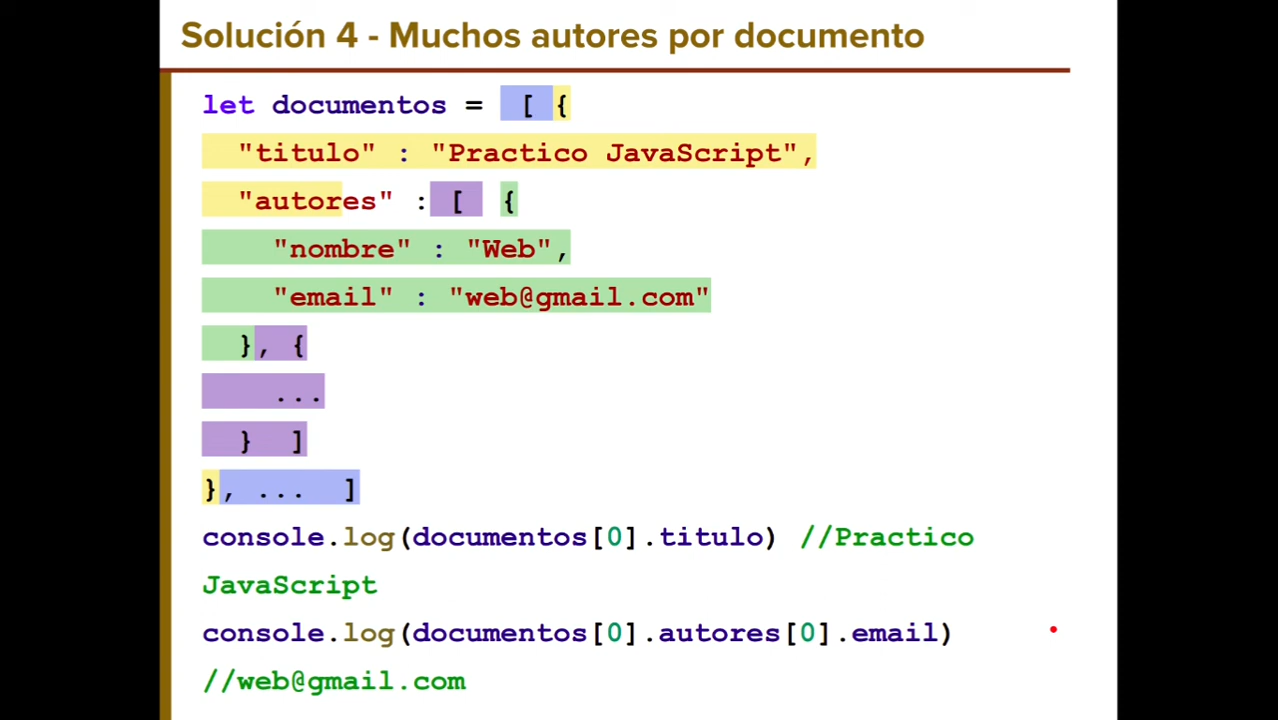 Solución 4 - Muchos autores por documento
let documentos = [ {
"titulo" : "Practico JavaScript",
"autores" : [ {
"nombre" : "Web",
"email" : "web@gmail.com"
}, {
...
} ]
}, ... ]
console.log(documentos[0].titulo) //Practico
JavaScript
console.log(documentos[0].autores[0].email)
//web@gmail.com